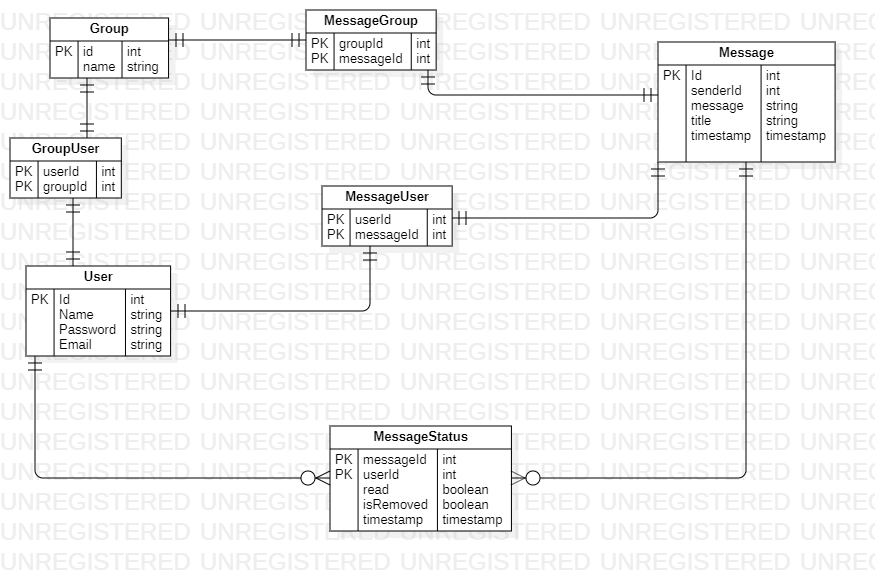 Group
PK id int
name string
MessageGroup
PK groupId int
PK messageId int
Message
PK Id int
senderId int
message string
title string
timestamp timestamp
GroupUser
PK userId int
PK groupId int
MessageUser
PK userId int
PK messageId int
User
PK Id int
Name string
Password string
Email string
MessageStatus
PK messageId int
PK userId int
read boolean
isRemoved boolean
timestamp timestamp
UNREGISTERED